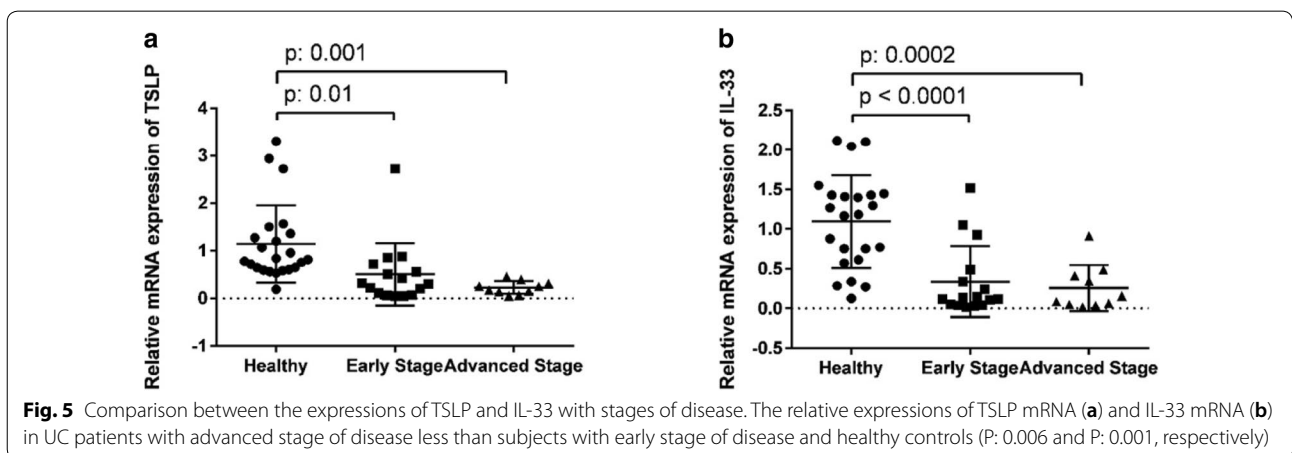 a
p: 0.001
p: 0.01
Relative mRNA expression of TSLP
4
3
2
1
0
-1
Healthy
Early Stage
Advanced Stage
b
p: 0.0002
p < 0.0001
Relative mRNA expression of IL-33
2.5
2.0
1.5
1.0
0.5
0.0
-0.5
Healthy
Early Stage
Advanced Stage
Fig. 5 Comparison between the expressions of TSLP and IL-33 with stages of disease. The relative expressions of TSLP mRNA (a) and IL-33 mRNA (b)
in UC patients with advanced stage of disease less than subjects with early stage of disease and healthy controls (P: 0.006 and P: 0.001, respectively)